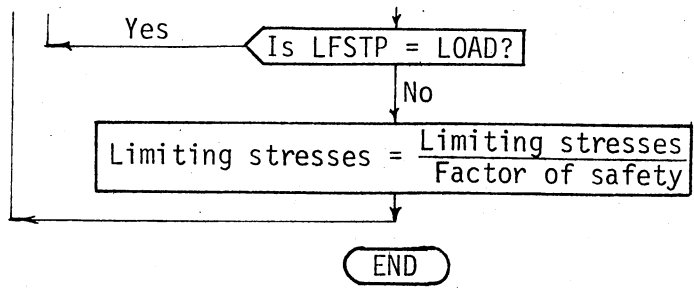 Yes
Is LFSTP = LOAD?
No
Limiting stresses = Limiting stresses
Factor of safety
END